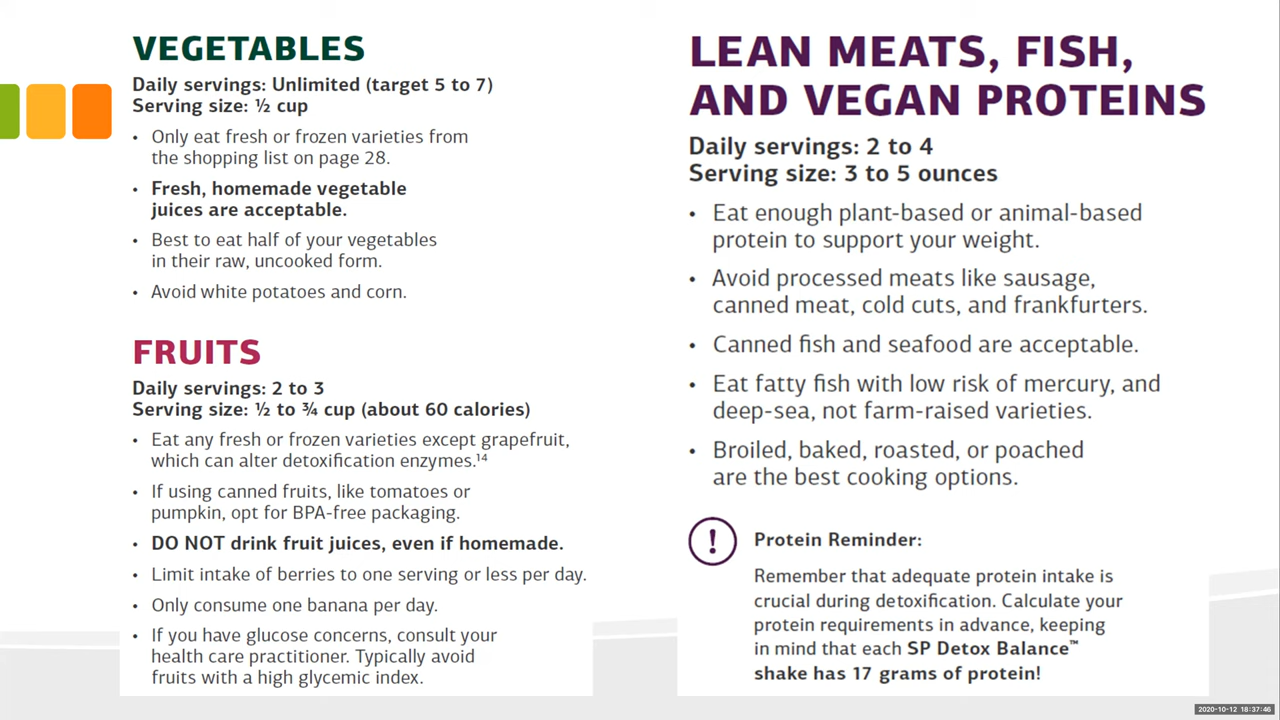 VEGETABLES
Daily servings: Unlimited (target 5 to 7)
Serving size: ½ cup
• Only eat fresh or frozen varieties from
the shopping list on page 28.
• Fresh, homemade vegetable
juices are acceptable.
• Best to eat half of your vegetables
in their raw, uncooked form.
• Avoid white potatoes and corn.
FRUITS
Daily servings: 2 to 3
Serving size: ½ to ¾ cup (about 60 calories)
• Eat any fresh or frozen varieties except grapefruit,
which can alter detoxification enzymes.¹⁴
• If using canned fruits, like tomatoes or
pumpkin, opt for BPA-free packaging.
• DO NOT drink fruit juices, even if homemade.
• Limit intake of berries to one serving or less per day.
• Only consume one banana per day.
• If you have glucose concerns, consult your
health care practitioner. Typically avoid
fruits with a high glycemic index.
LEAN MEATS, FISH,
AND VEGAN PROTEINS
Daily servings: 2 to 4
Serving size: 3 to 5 ounces
• Eat enough plant-based or animal-based
protein to support your weight.
• Avoid processed meats like sausage,
canned meat, cold cuts, and frankfurters.
• Canned fish and seafood are acceptable.
• Eat fatty fish with low risk of mercury, and
deep-sea, not farm-raised varieties.
• Broiled, baked, roasted, or poached
are the best cooking options.
! Protein Reminder:
Remember that adequate protein intake is
crucial during detoxification. Calculate your
protein requirements in advance, keeping
in mind that each SP Detox Balance™
shake has 17 grams of protein!
2020-10-12 18:37:46